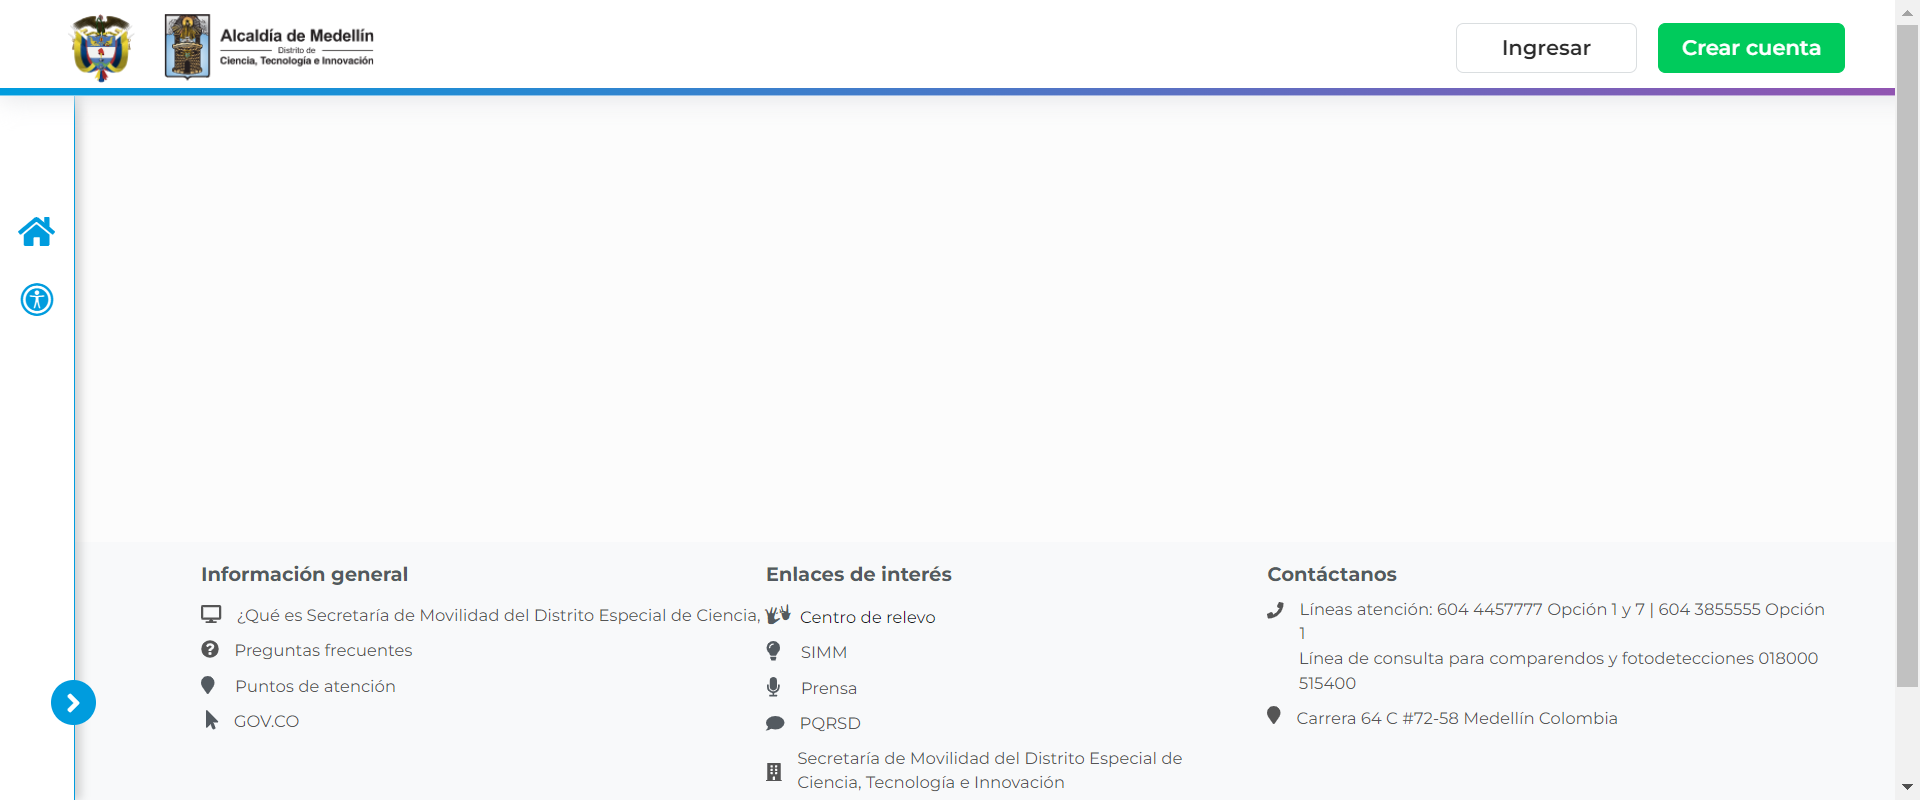 Alcaldía de Medellín
Distrito de
Ciencia, Tecnología e Innovación
Ingresar
Crear cuenta
Información general
¿Qué es Secretaría de Movilidad del Distrito Especial de Ciencia,
Preguntas frecuentes
Puntos de atención
GOV.CO
Enlaces de interés
Centro de relevo
SIMM
Prensa
PQRSD
Secretaría de Movilidad del Distrito Especial de
Ciencia, Tecnología e Innovación
Contáctanos
Líneas atención: 604 4457777 Opción 1 y 7 | 604 3855555 Opción
1
Línea de consulta para comparendos y fotodetecciones 018000
515400
Carrera 64 C #72-58 Medellín Colombia